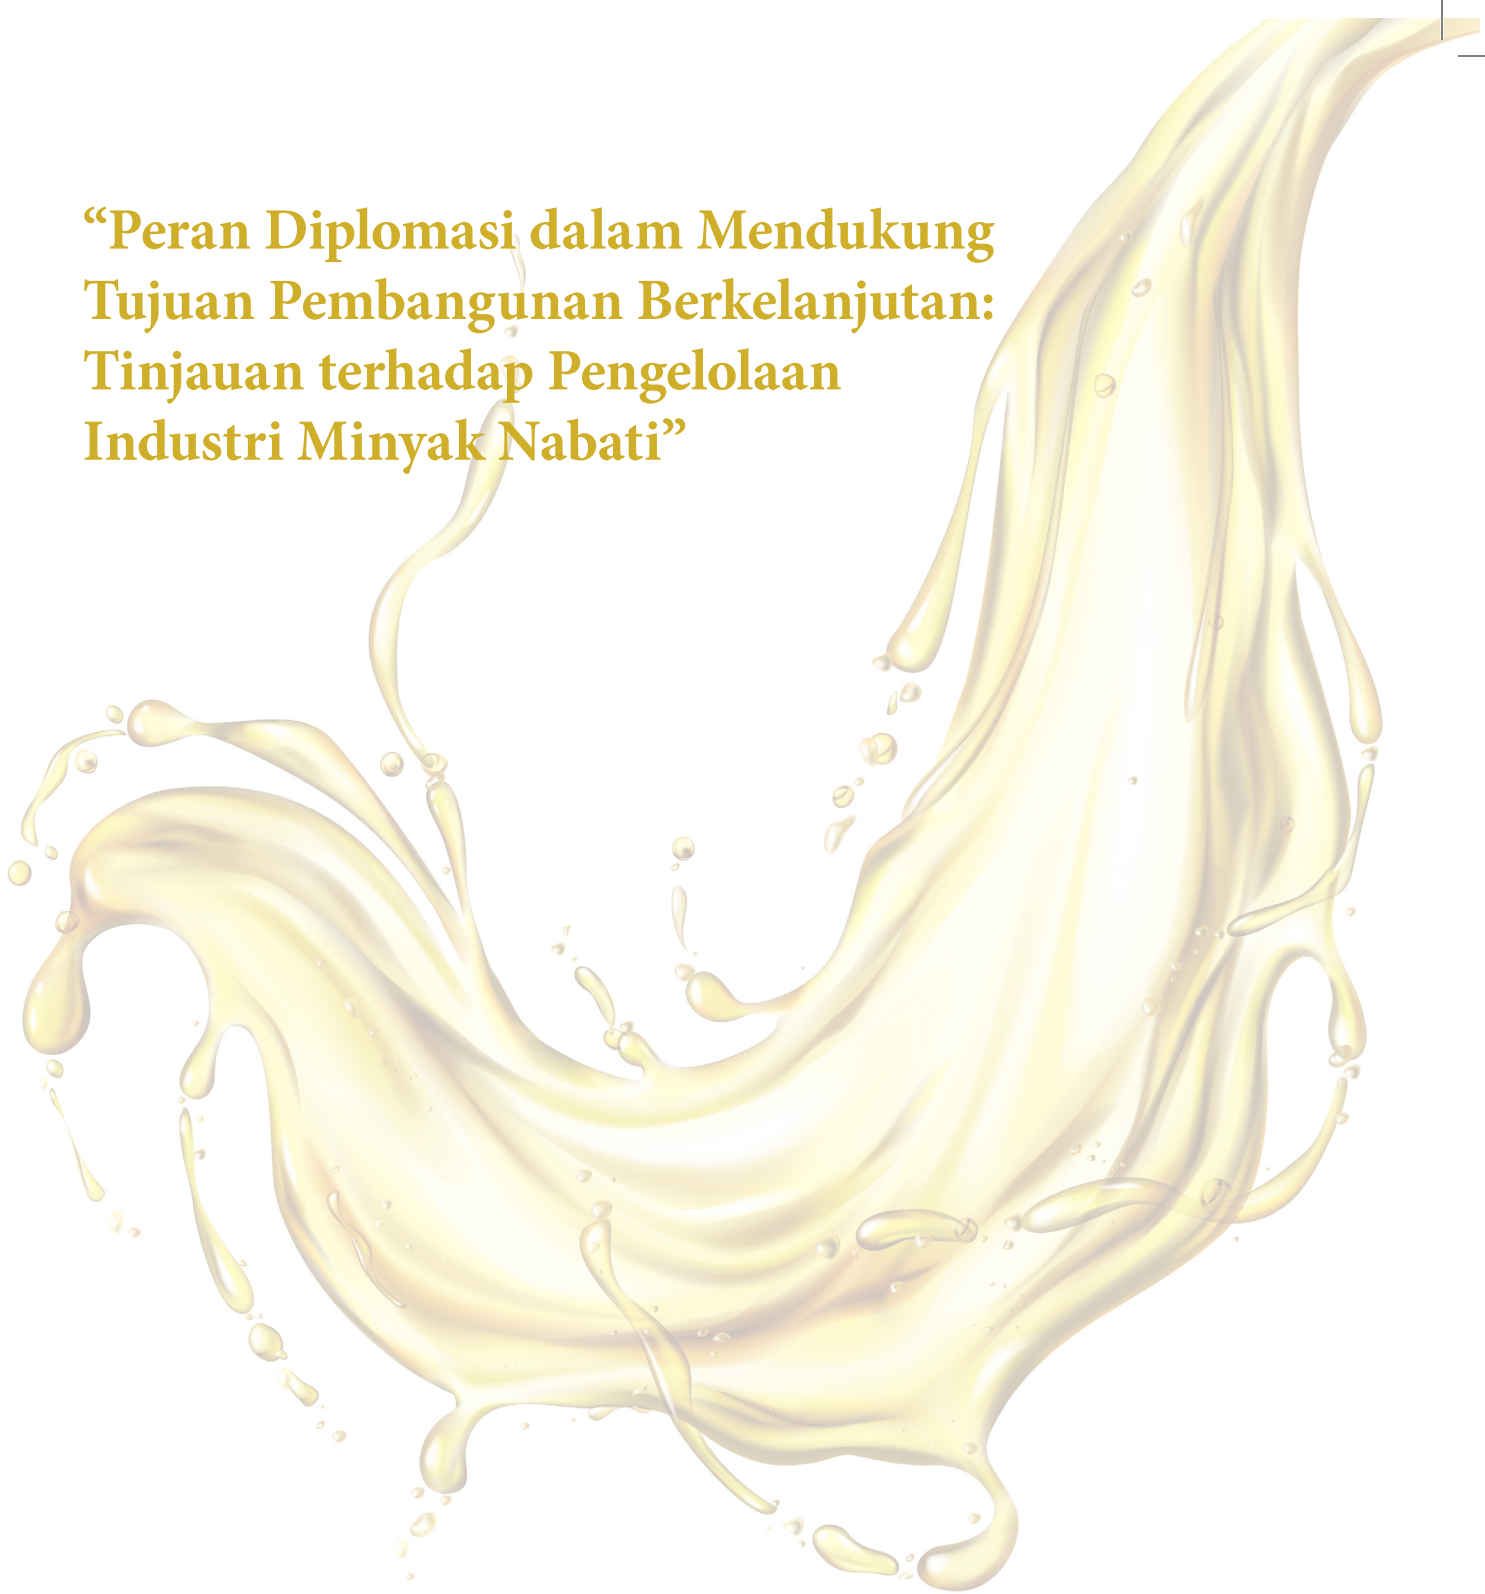 “Peran Diplomasi dalam Mendukung
Tujuan Pembangunan Berkelanjutan:
Tinjauan terhadap Pengelolaan
Industri Minyak Nabati”